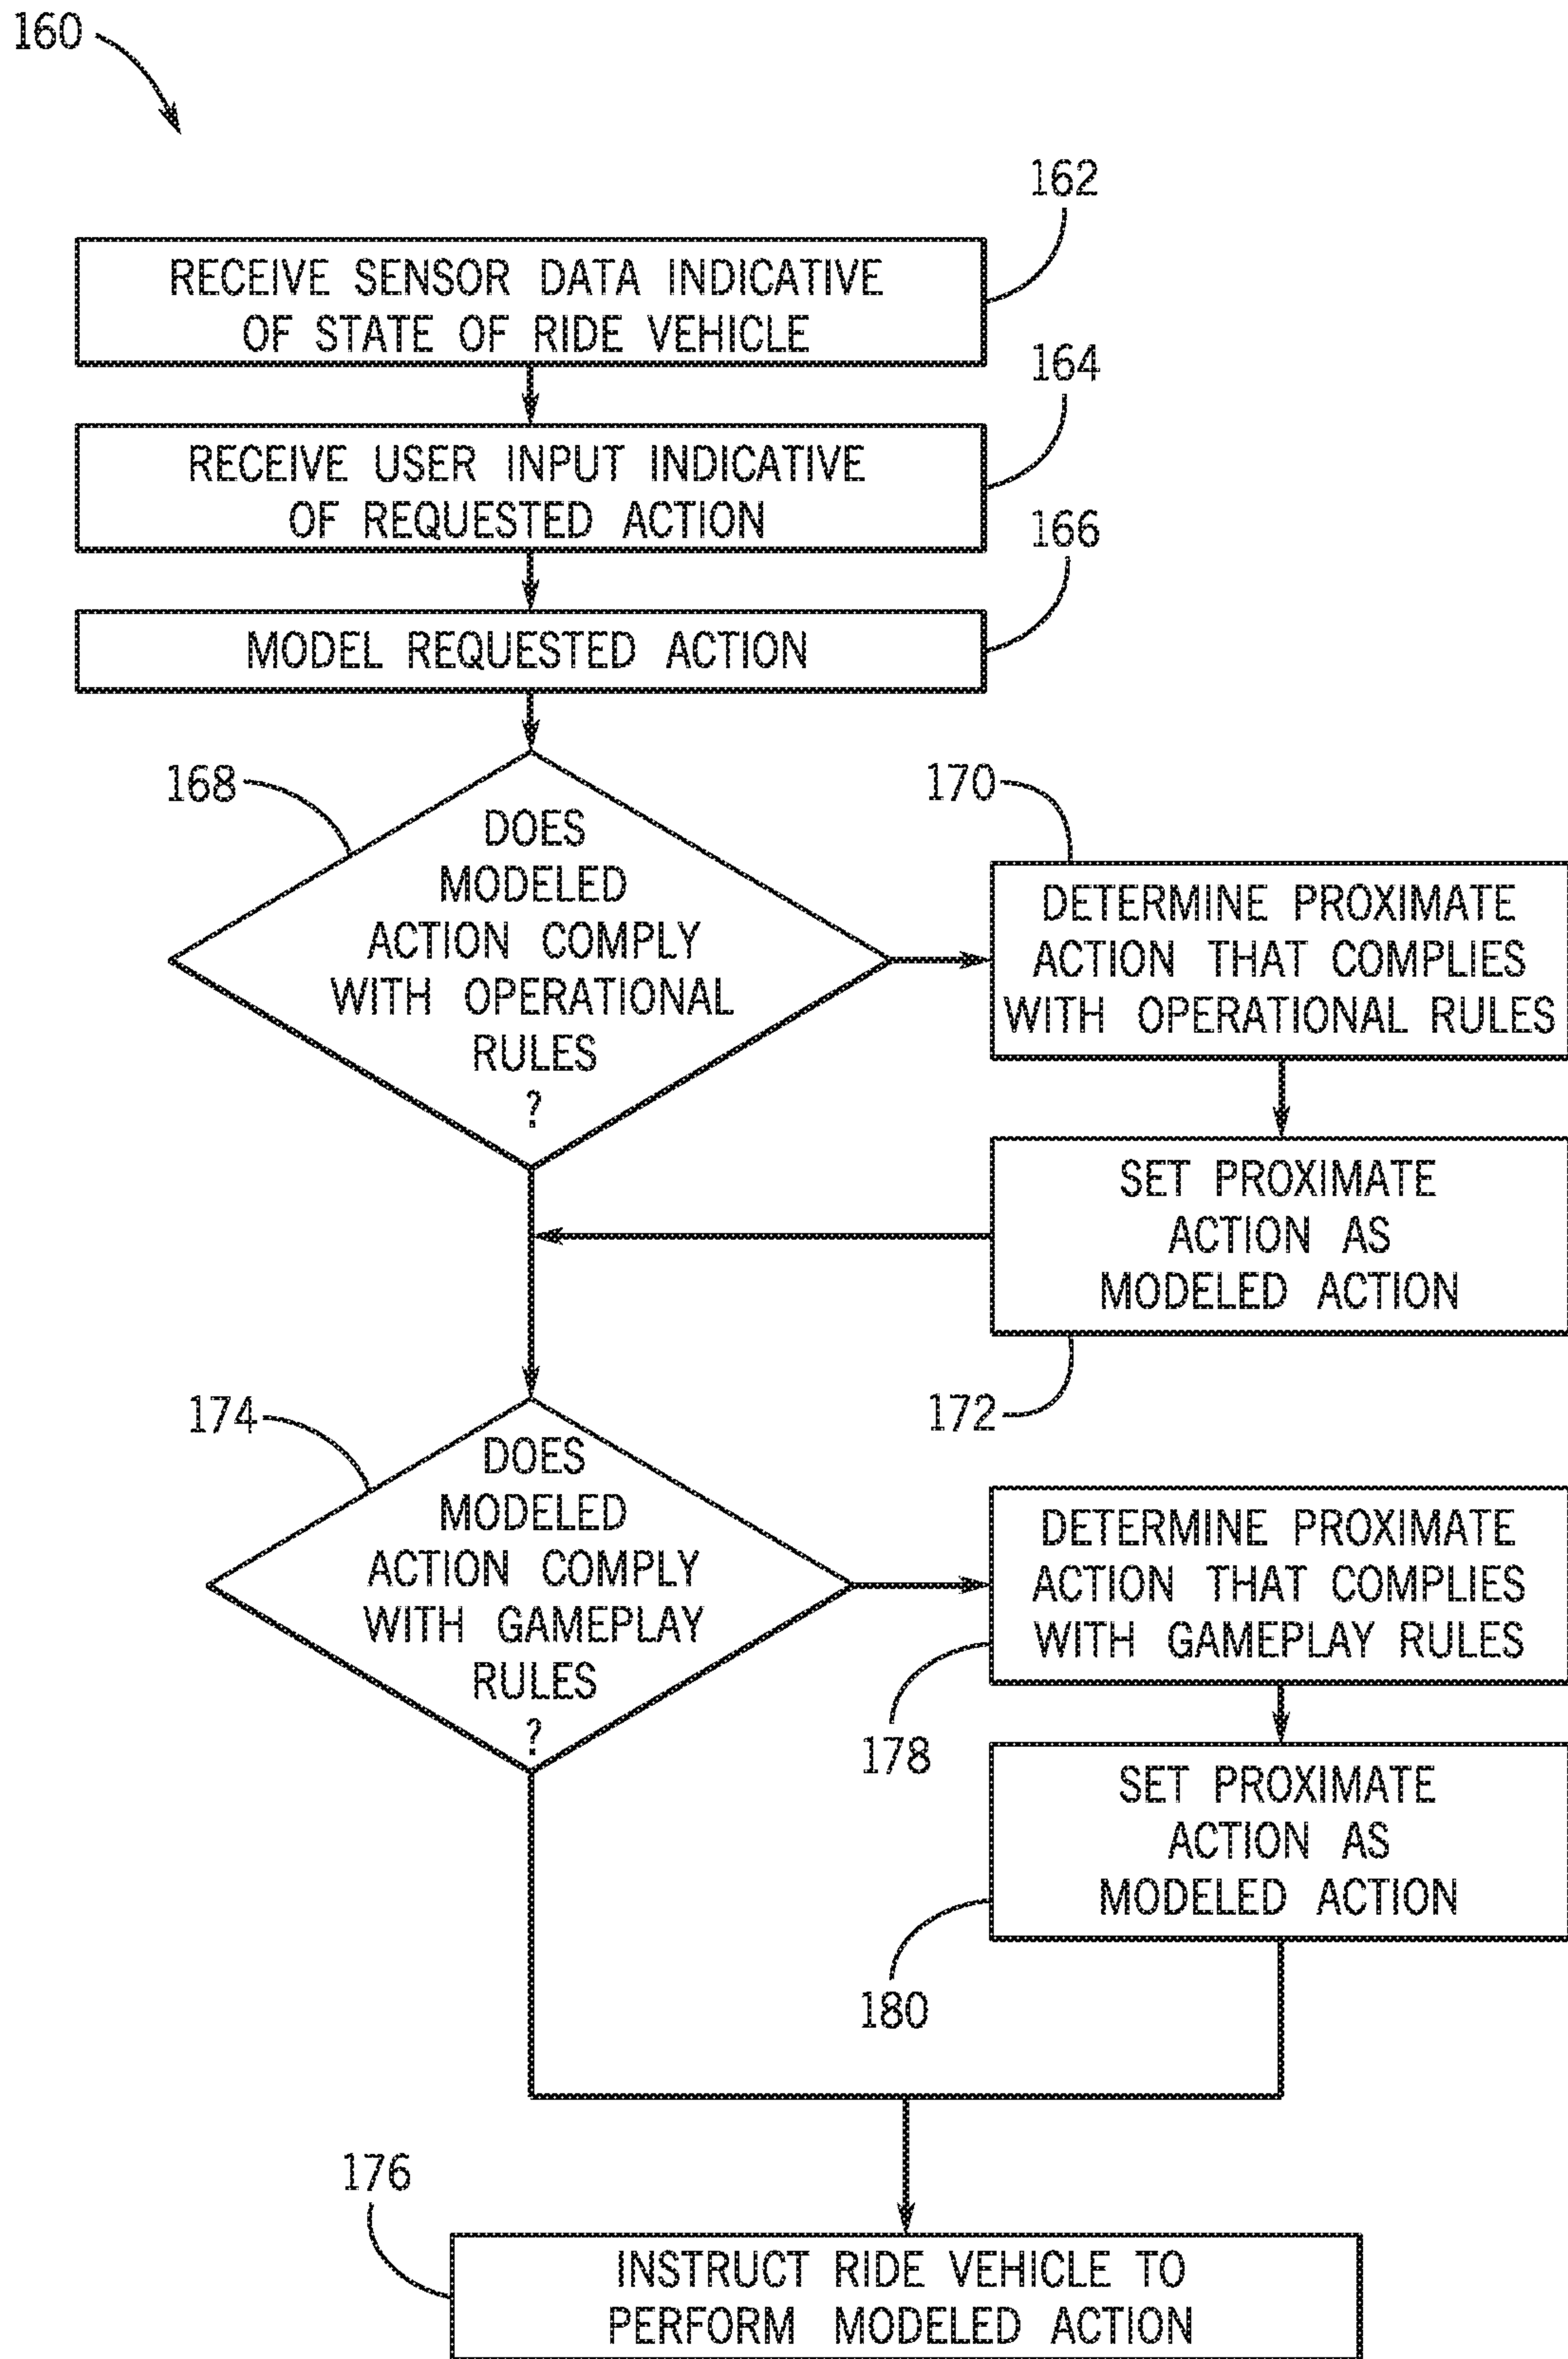 160
162
RECEIVE SENSOR DATA INDICATIVE
OF STATE OF RIDE VEHICLE
164
RECEIVE USER INPUT INDICATIVE
OF REQUESTED ACTION
166
MODEL REQUESTED ACTION
168
DOES
MODELED
ACTION COMPLY
WITH OPERATIONAL
RULES
?
170
DETERMINE PROXIMATE
ACTION THAT COMPLIES
WITH OPERATIONAL RULES
SET PROXIMATE
ACTION AS
MODELED ACTION
172
174
DOES
MODELED
ACTION COMPLY
WITH GAMEPLAY
RULES
?
DETERMINE PROXIMATE
ACTION THAT COMPLIES
WITH GAMEPLAY RULES
178
SET PROXIMATE
ACTION AS
MODELED ACTION
180
176
INSTRUCT RIDE VEHICLE TO
PERFORM MODELED ACTION